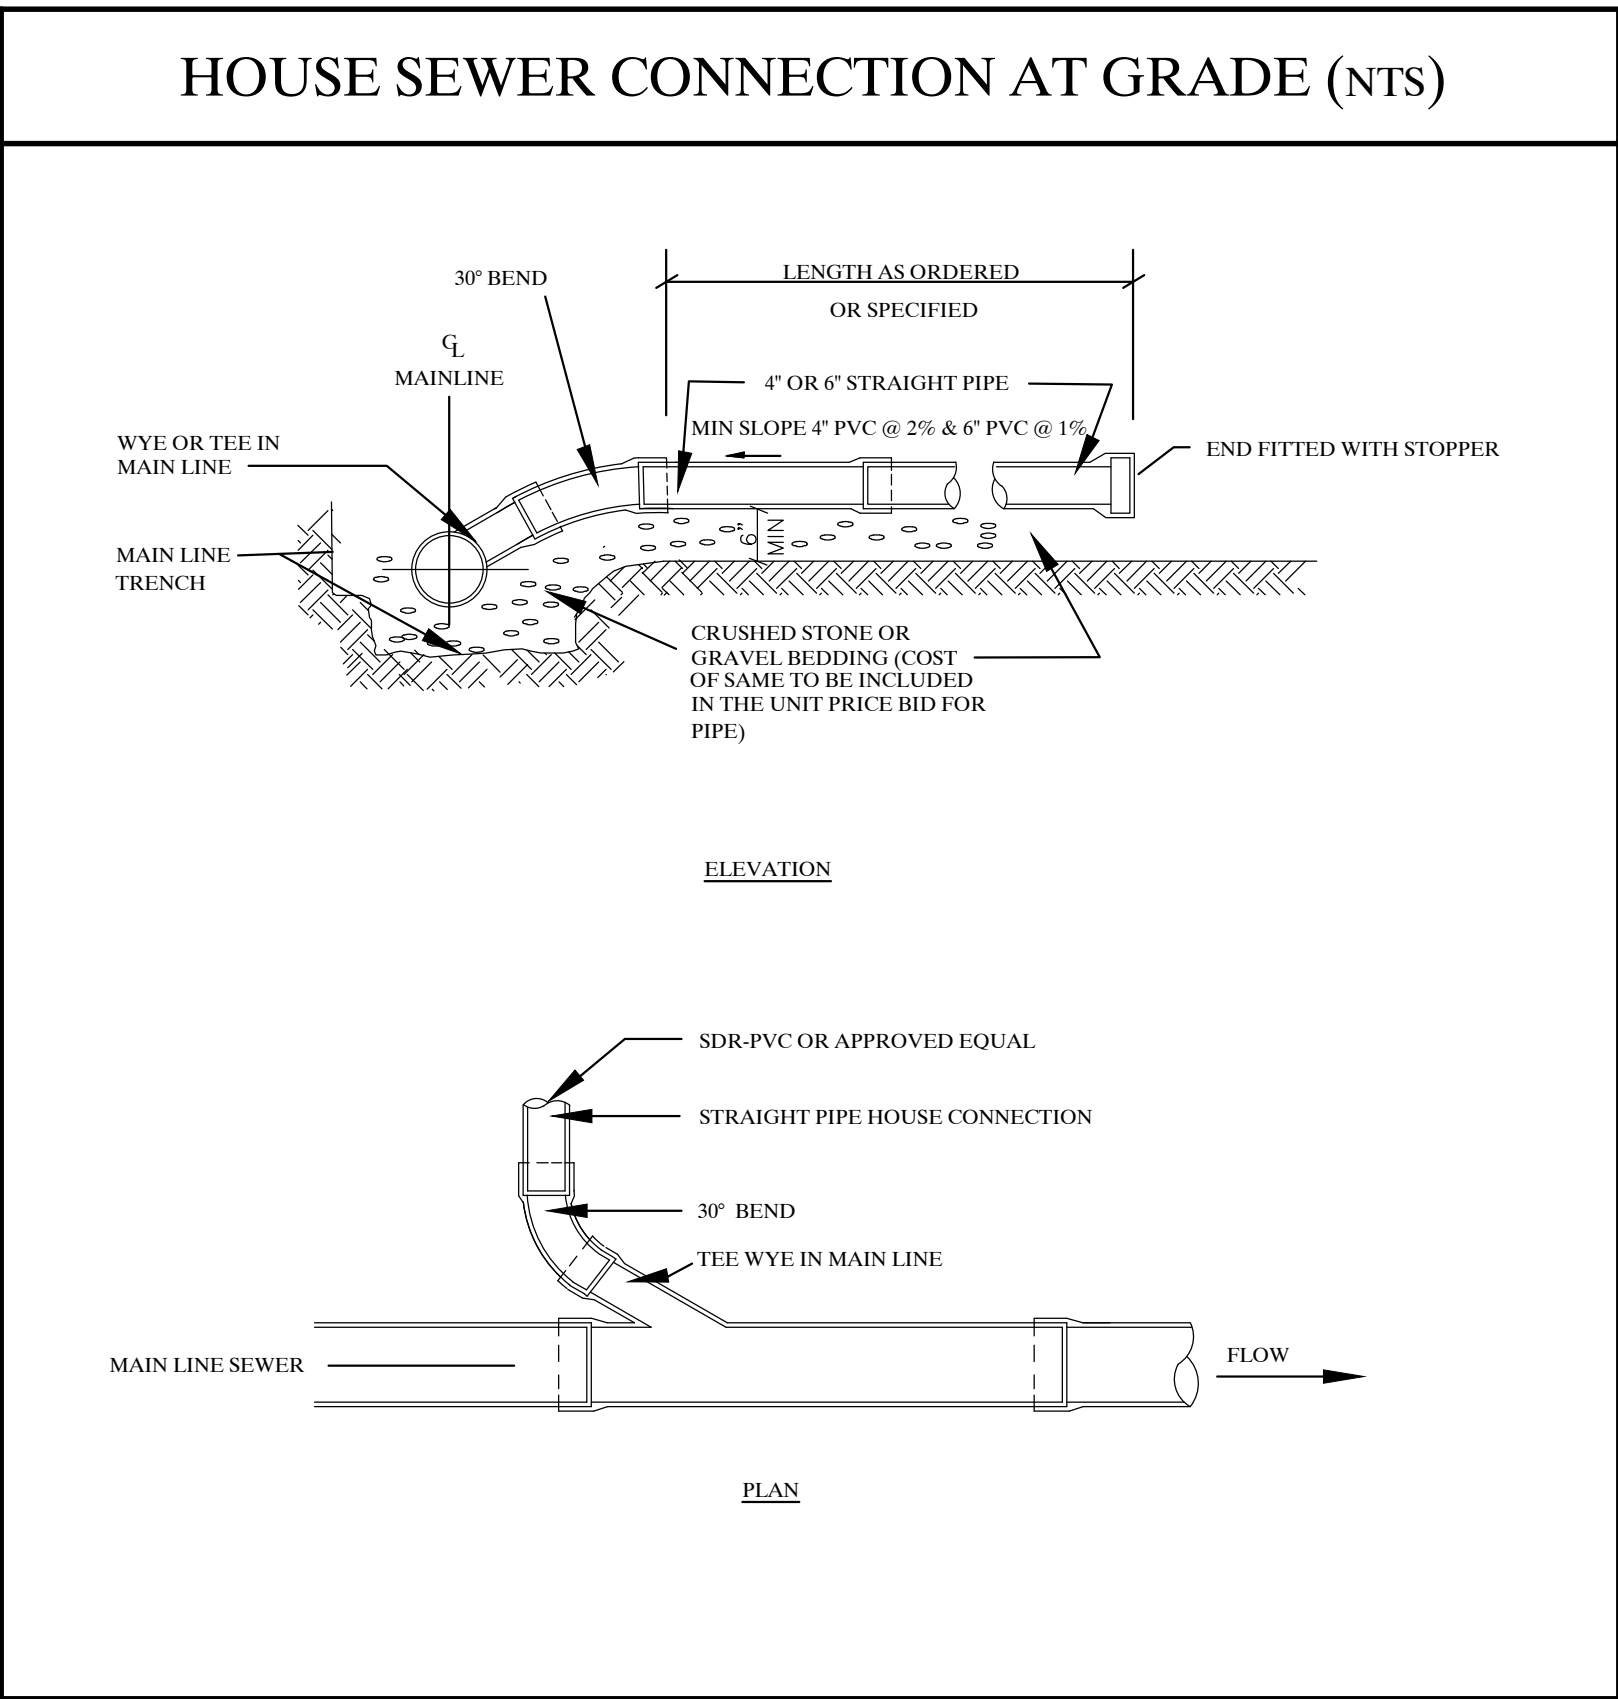 HOUSE SEWER CONNECTION AT GRADE (NTS)
30° BEND
LENGTH AS ORDERED
OR SPECIFIED
CL
MAINLINE
4" OR 6" STRAIGHT PIPE
MIN SLOPE 4" PVC @ 2% & 6" PVC @ 1%
WYE OR TEE IN
MAIN LINE
END FITTED WITH STOPPER
MAIN LINE
TRENCH
6"
MIN
CRUSHED STONE OR
GRAVEL BEDDING (COST
OF SAME TO BE INCLUDED
IN THE UNIT PRICE BID FOR
PIPE)
ELEVATION
SDR-PVC OR APPROVED EQUAL
STRAIGHT PIPE HOUSE CONNECTION
30° BEND
TEE WYE IN MAIN LINE
MAIN LINE SEWER
FLOW
PLAN